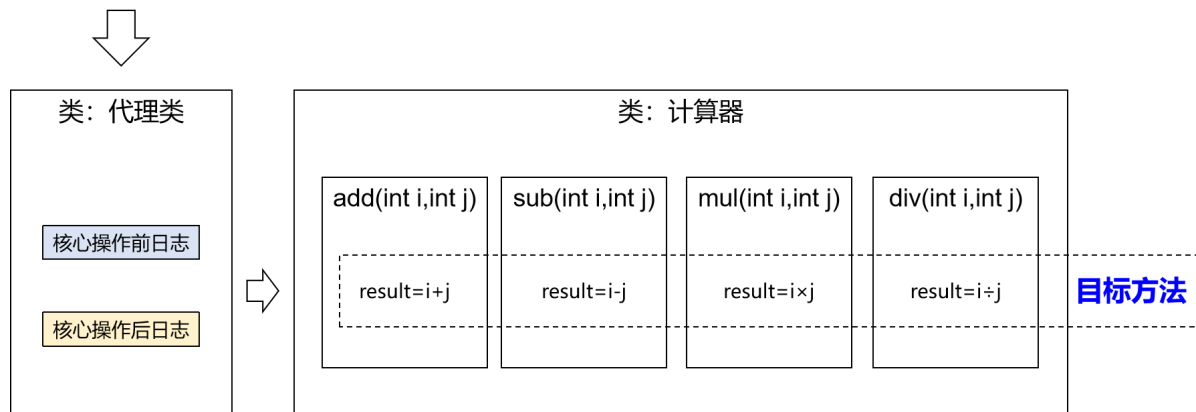 类：代理类
核心操作前日志
核心操作后日志
类：计算器
add(int i,int j)
sub(int i,int j)
mul(int i,int j)
div(int i,int j)
result=i+j
result=i-j
result=i×j
result=i÷j
目标方法